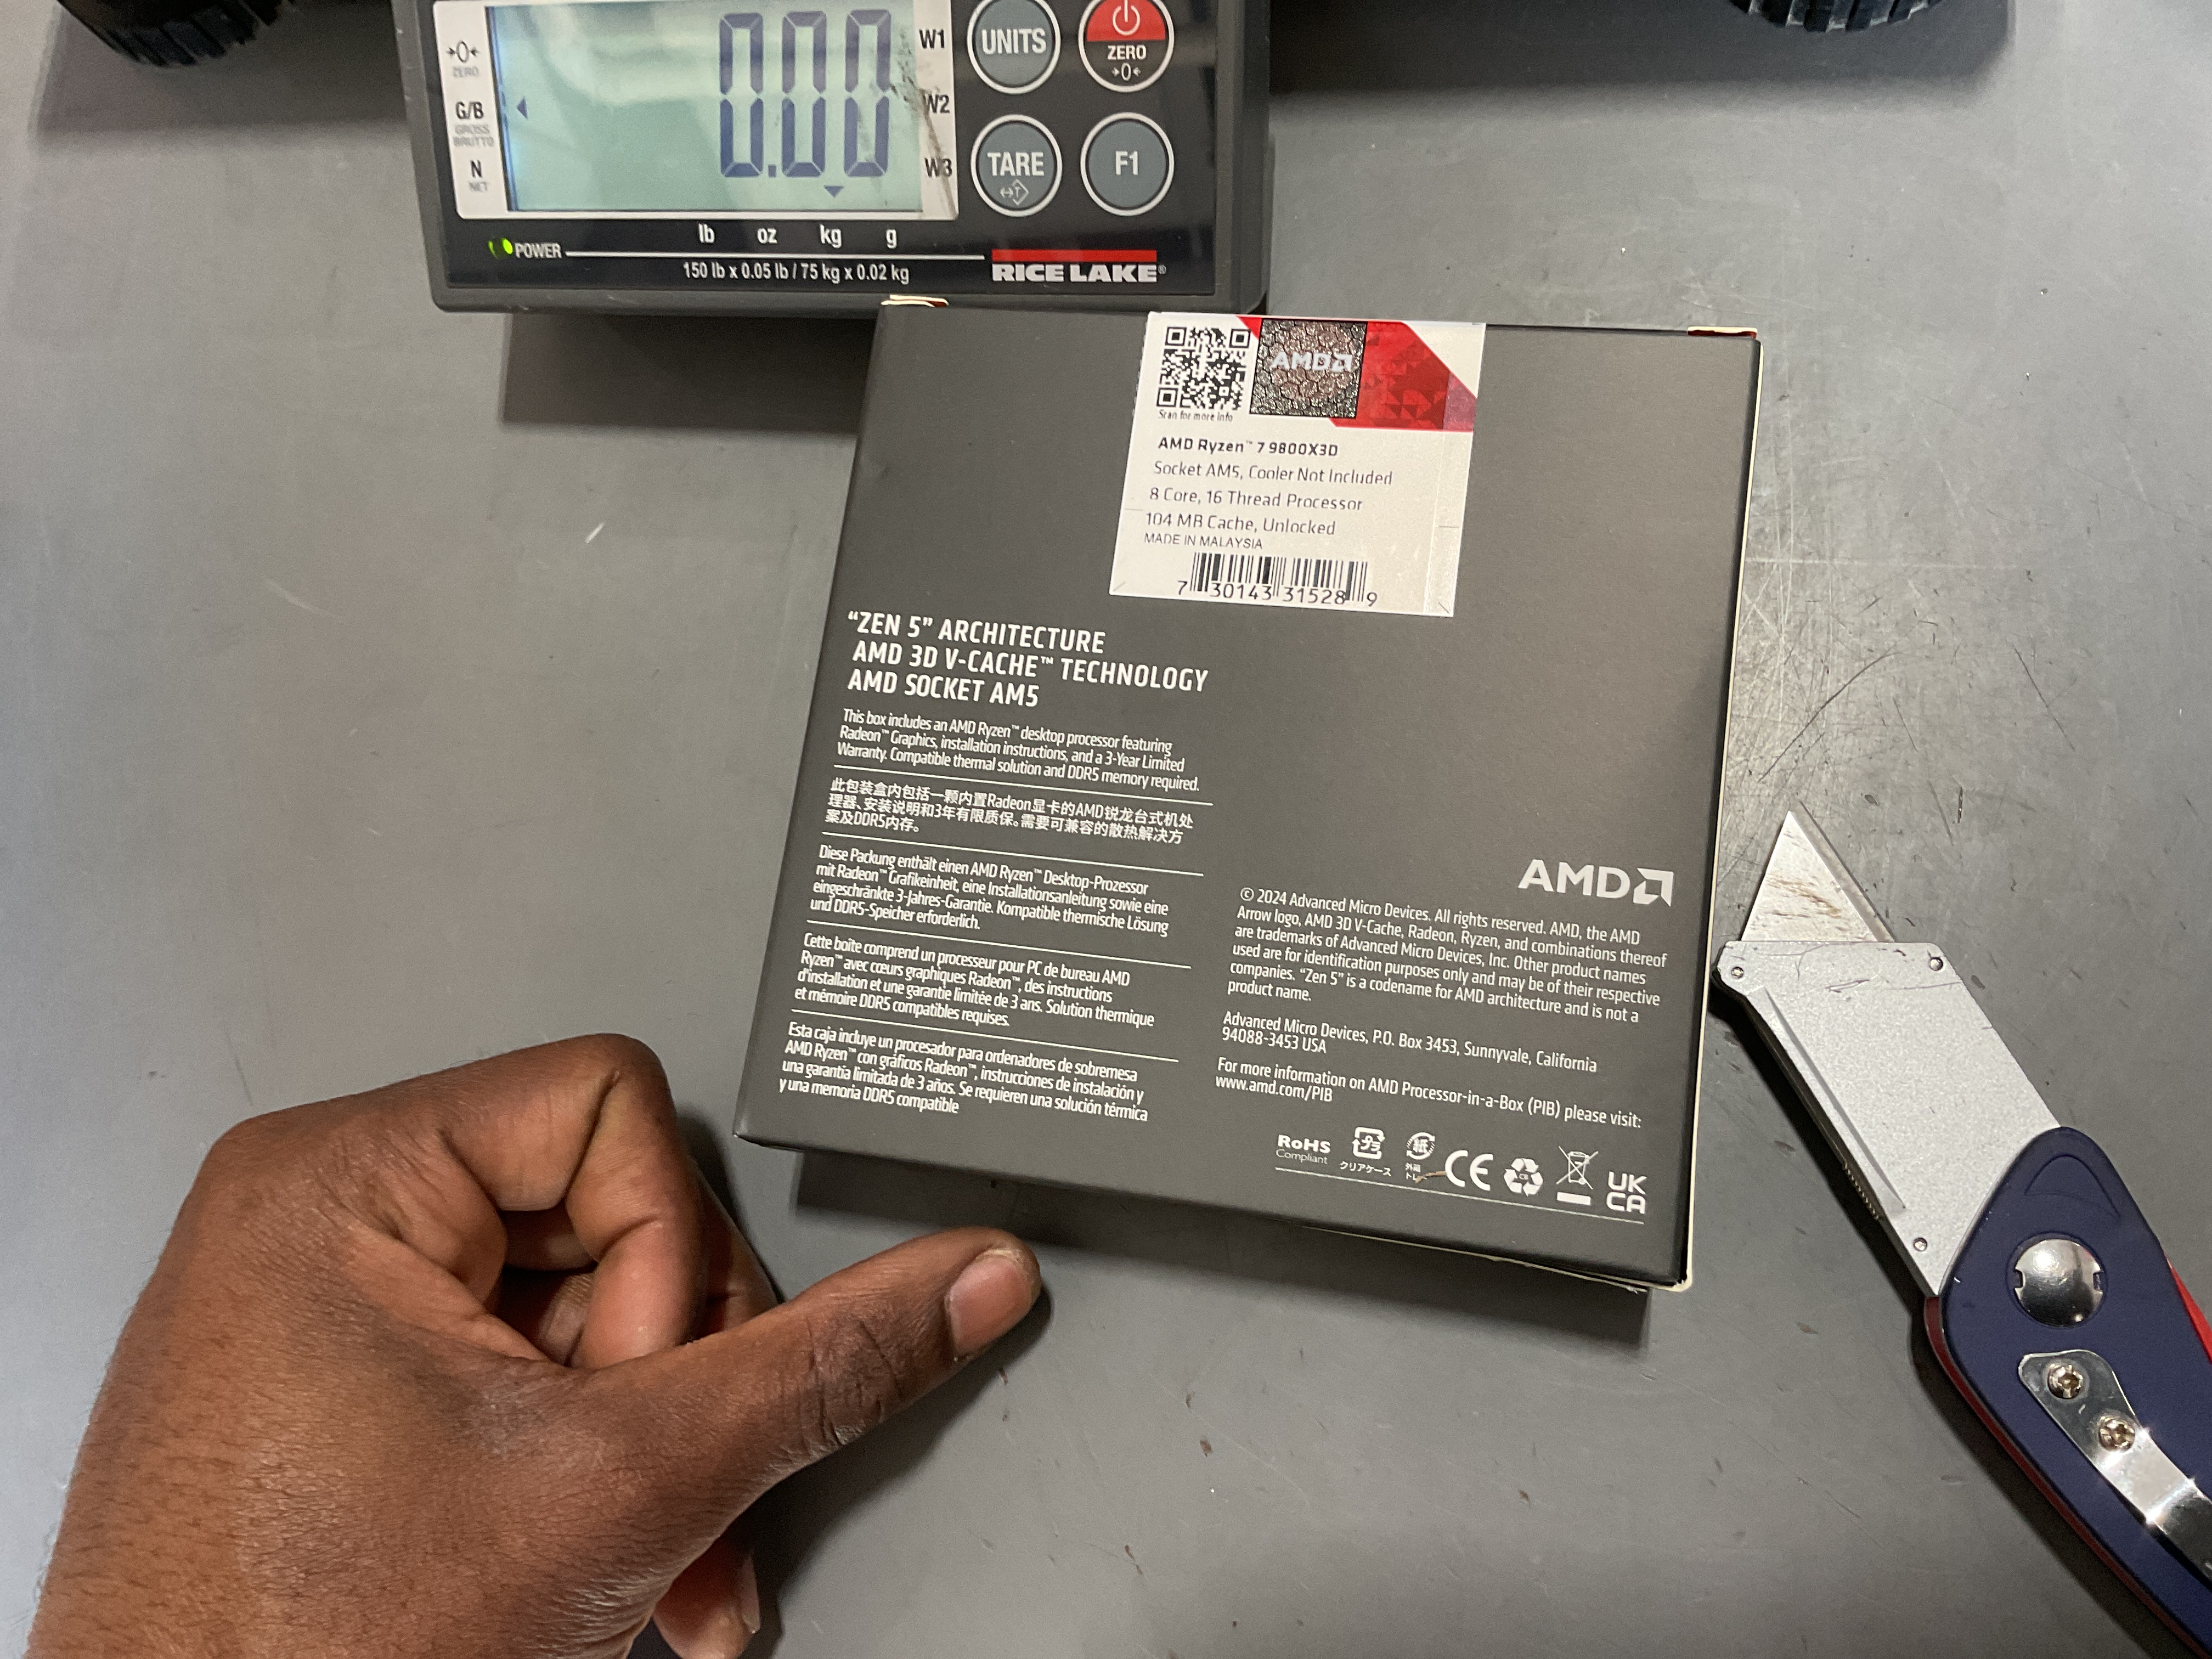 0.00
→0←
ZERO
G/B
GROSS
BRUTTO
N
NET
W1
W2
W3
UNITS
ZERO
→0←
TARE
F1
lb oz kg g
POWER
150 lb x 0.05 lb / 75 kg x 0.02 kg
RICE LAKE®
AMD
Scan for more info
AMD Ryzen™ 7 9800X3D
Socket AM5, Cooler Not Included
8 Core, 16 Thread Processor
104 MB Cache, Unlocked
MADE IN MALAYSIA
7 30143 31528 9
“ZEN 5” ARCHITECTURE
AMD 3D V-CACHE™ TECHNOLOGY
AMD SOCKET AM5
This box includes an AMD Ryzen™ desktop processor featuring
Radeon™ Graphics, installation instructions, and a 3-Year Limited
Warranty. Compatible thermal solution and DDR5 memory required.
此包装盒内包括一颗内置Radeon显卡的AMD锐龙台式机处
理器、安装说明和3年有限质保。需要可兼容的散热解决方
案及DDR5内存。
Diese Packung enthält einen AMD Ryzen™ Desktop-Prozessor
mit Radeon™ Grafikeinheit, eine Installationsanleitung sowie eine
eingeschränkte 3-Jahres-Garantie. Kompatible thermische Lösung
und DDR5-Speicher erforderlich.
Cette boîte comprend un processeur pour PC de bureau AMD
Ryzen™ avec cœurs graphiques Radeon™, des instructions
d'installation et une garantie limitée de 3 ans. Solution thermique
et mémoire DDR5 compatibles requises.
Esta caja incluye un procesador para ordenadores de sobremesa
AMD Ryzen™ con gráficos Radeon™, instrucciones de instalación y
una garantía limitada de 3 años. Se requieren una solución térmica
y una memoria DDR5 compatible
AMD
© 2024 Advanced Micro Devices. All rights reserved. AMD, the AMD
Arrow logo, AMD 3D V-Cache, Radeon, Ryzen, and combinations thereof
are trademarks of Advanced Micro Devices, Inc. Other product names
used are for identification purposes only and may be of their respective
companies. “Zen 5” is a codename for AMD architecture and is not a
product name.
Advanced Micro Devices, P.O. Box 3453, Sunnyvale, California
94088-3453 USA
For more information on AMD Processor-in-a-Box (PIB) please visit:
www.amd.com/PIB
RoHS
Compliant
プラ
クリアケース
紙
外箱
CE
UK
CA